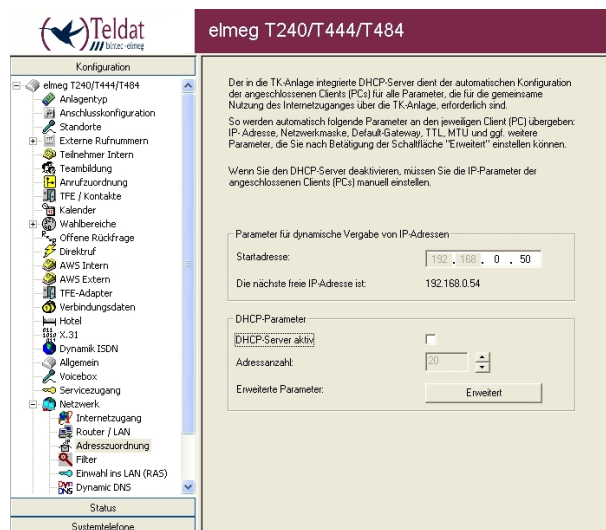 Teldat
bintec-elmeg
elmeg T240/T444/T484
Konfiguration
elmeg T240/T444/T484
Anlagentyp
Anschlusskonfiguration
Standorte
Externe Rufnummern
Teilnehmer Intern
Teambildung
Anrufzuordnung
TFE / Kontakte
Kalender
Wahlbereiche
Offene Rückfrage
Direktruf
AWS Intern
AWS Extern
TFE-Adapter
Verbindungsdaten
Hotel
X.31
Dynamik ISDN
Allgemein
Voicebox
Servicezugang
Netzwerk
Internetzugang
Router / LAN
Adresszuordnung
Filter
Einwahl ins LAN (RAS)
Dynamic DNS
Status
Systemtelefone
Der in die TK-Anlage integrierte DHCP-Server dient der automatischen Konfiguration
der angeschlossenen Clients (PCs) für alle Parameter, die für die gemeinsame
Nutzung des Internetzuganges über die TK-Anlage, erforderlich sind.
So werden automatisch folgende Parameter an den jeweiligen Client (PC) übergeben:
IP-Adresse, Netzwerkmaske, Default-Gateway, TTL, MTU und ggf. weitere
Parameter, die Sie nach Betätigung der Schaltfläche "Erweitert" einstellen können.
Wenn Sie den DHCP-Server deaktivieren, müssen Sie die IP-Parameter der
angeschlossenen Clients (PCs) manuell einstellen.
Parameter für dynamische Vergabe von IP-Adressen
Startadresse: 192 . 168 . 0 . 50
Die nächste freie IP-Adresse ist: 192.168.0.54
DHCP-Parameter
DHCP-Server aktiv
Adressanzahl: 20
Erweiterte Parameter: Erweitert